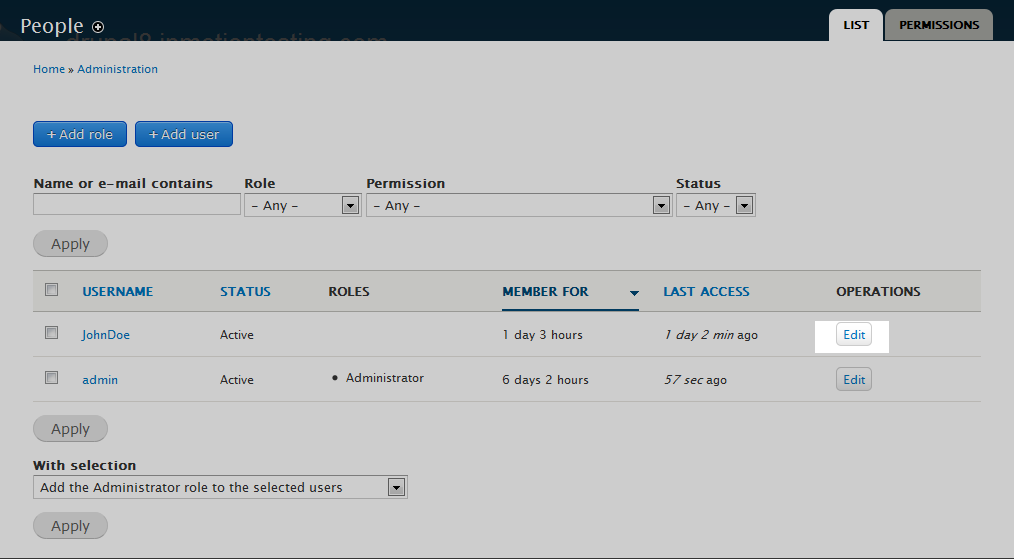 People
LIST PERMISSIONS
drupal8.inmotiontesting.com
Home » Administration
+ Add role + Add user
Name or e-mail contains Role Permission Status
- Any - - Any - - Any -
Apply
USERNAME STATUS ROLES MEMBER FOR LAST ACCESS OPERATIONS
JohnDoe Active 1 day 3 hours 1 day 2 min ago Edit
admin Active • Administrator 6 days 2 hours 57 sec ago Edit
Apply
With selection
Add the Administrator role to the selected users
Apply